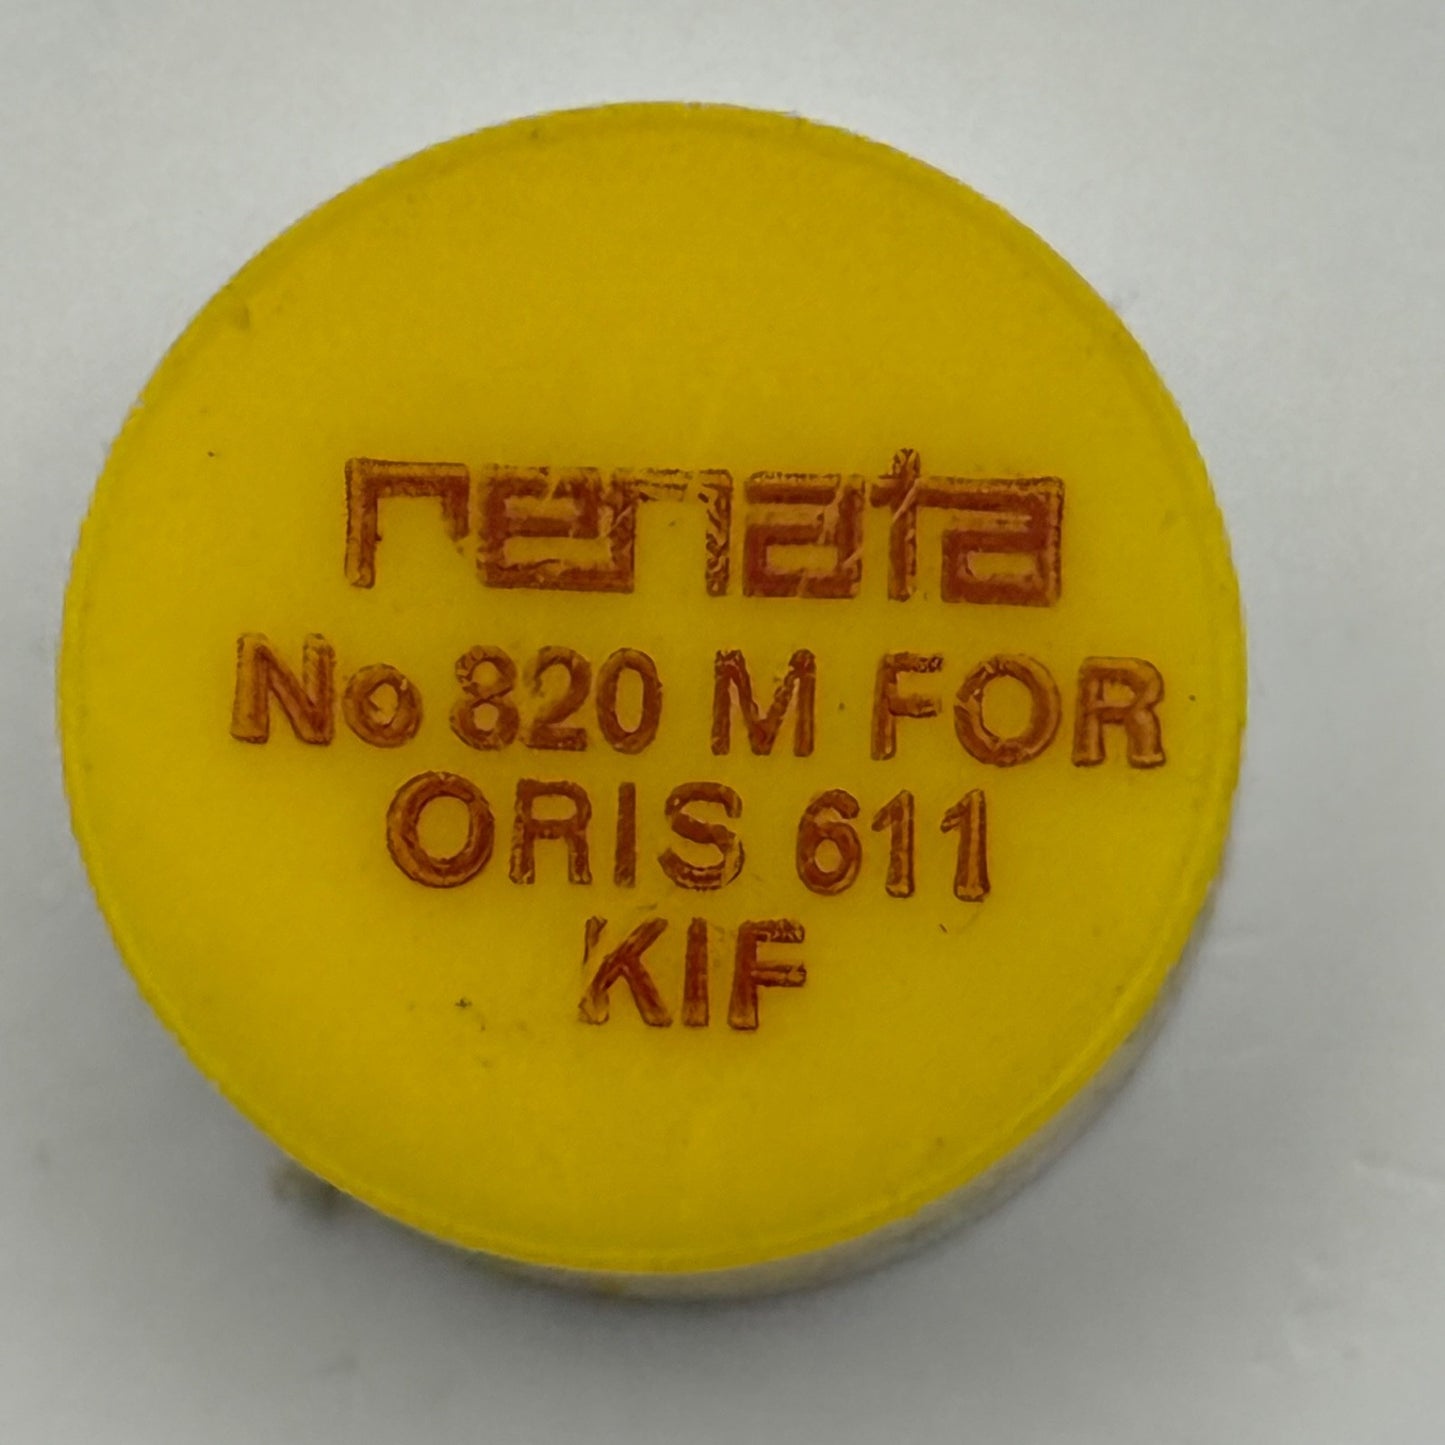 renata
No 820 M FOR
ORIS 611
KIF